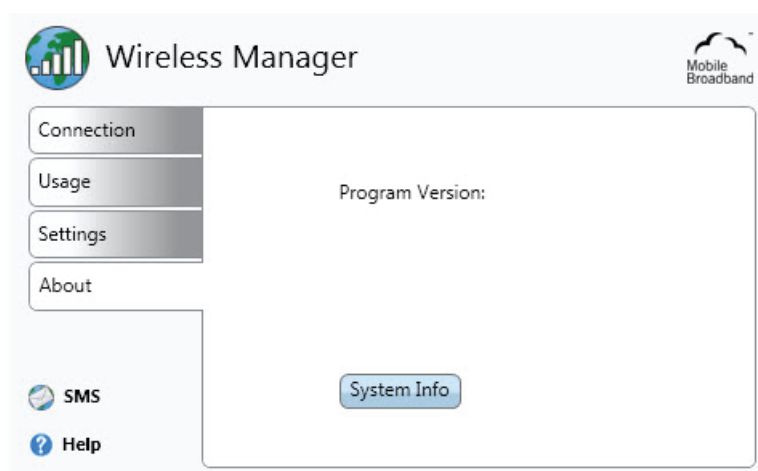 Wireless Manager
Mobile
Broadband
Connection
Usage
Settings
About
Program Version:
System Info
SMS
Help